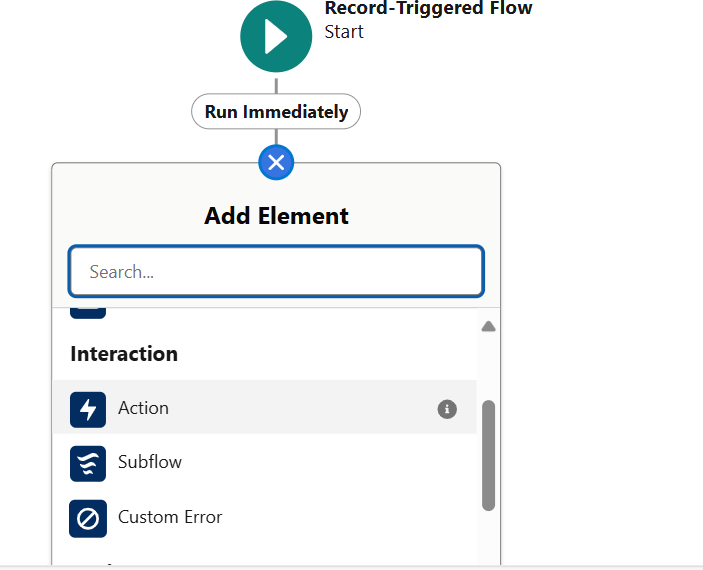 Record-Triggered Flow
Start
Run Immediately
Add Element
Search...
Interaction
Action
Subflow
Custom Error